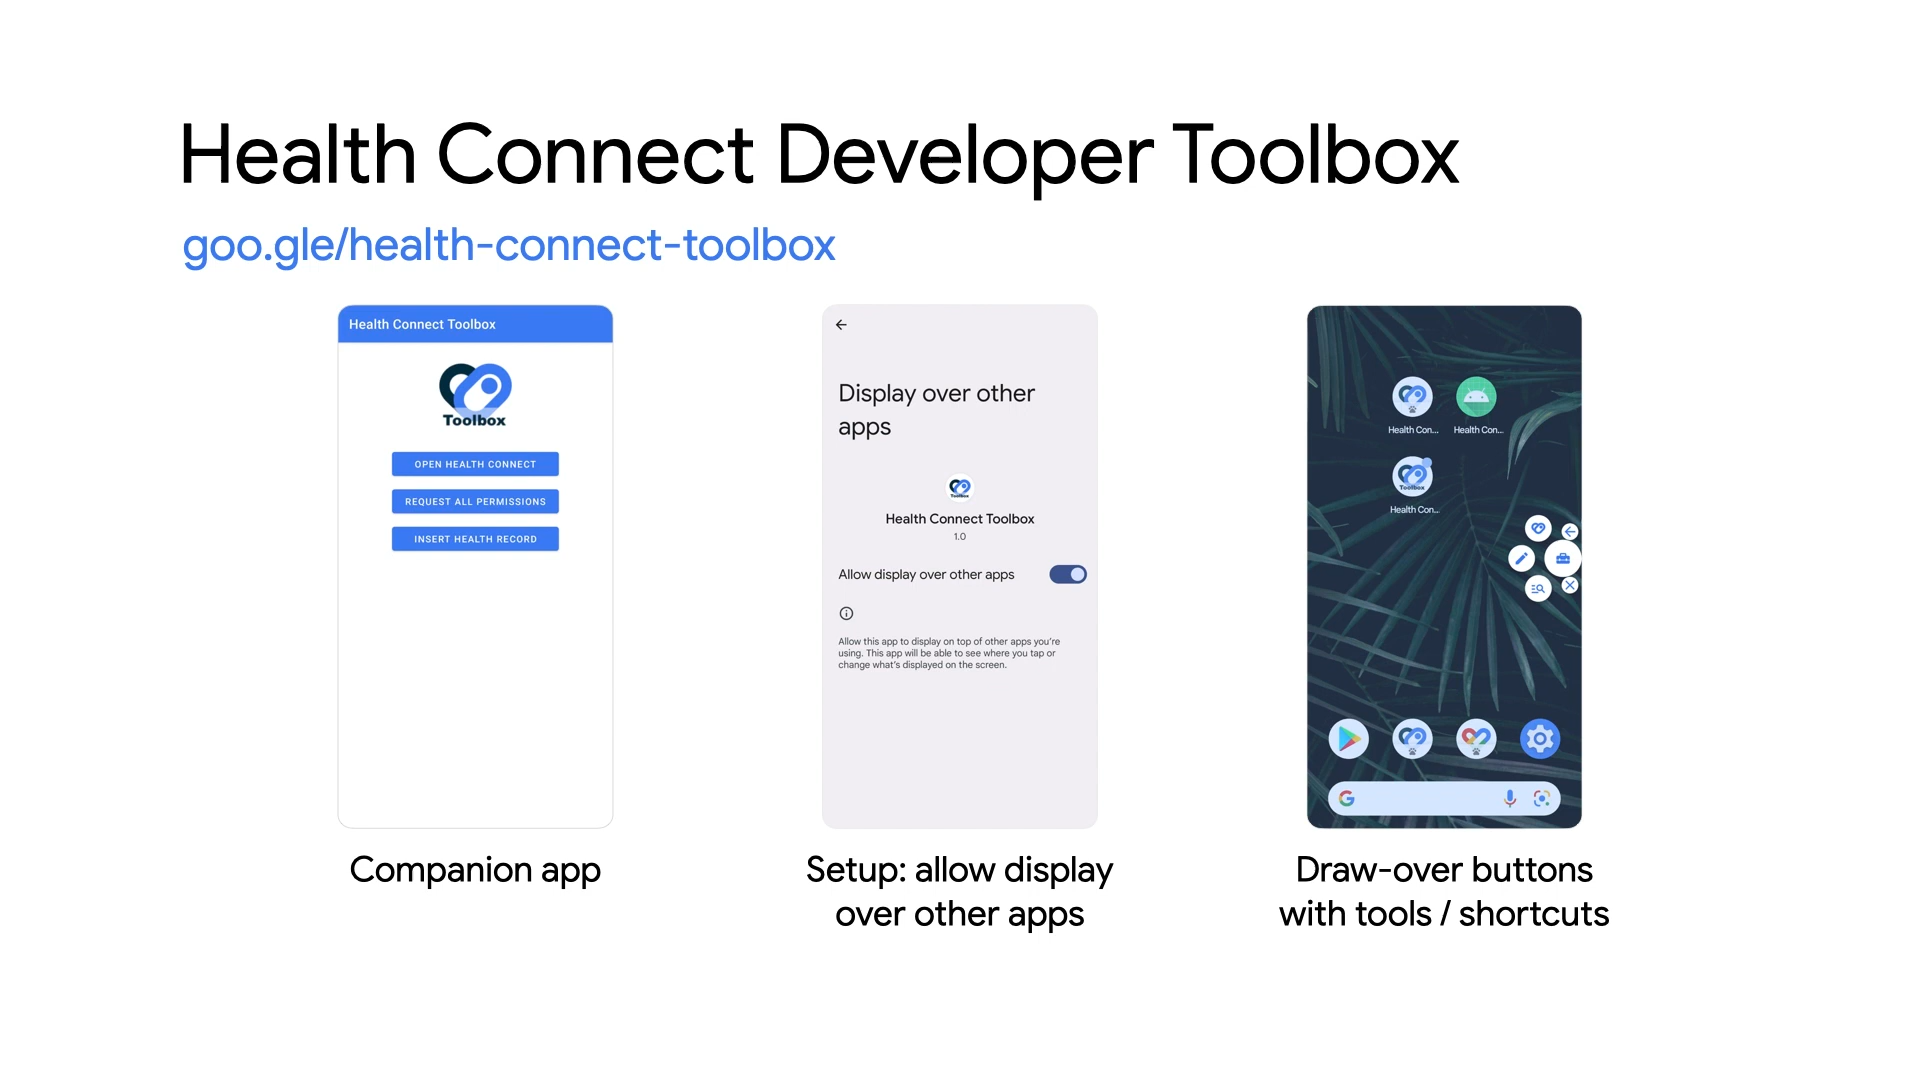 Health Connect Developer Toolbox
goo.gle/health-connect-toolbox
Health Connect Toolbox
Toolbox
OPEN HEALTH CONNECT
REQUEST ALL PERMISSIONS
INSERT HEALTH RECORD
Companion app
Display over other
apps
Toolbox
Health Connect Toolbox
1.0
Allow display over other apps
Allow this app to display on top of other apps you're
using. This app will be able to see where you tap or
change what's displayed on the screen.
Setup: allow display
over other apps
Health Con...
Health Con...
Toolbox
Health Con...
G
Draw-over buttons
with tools / shortcuts